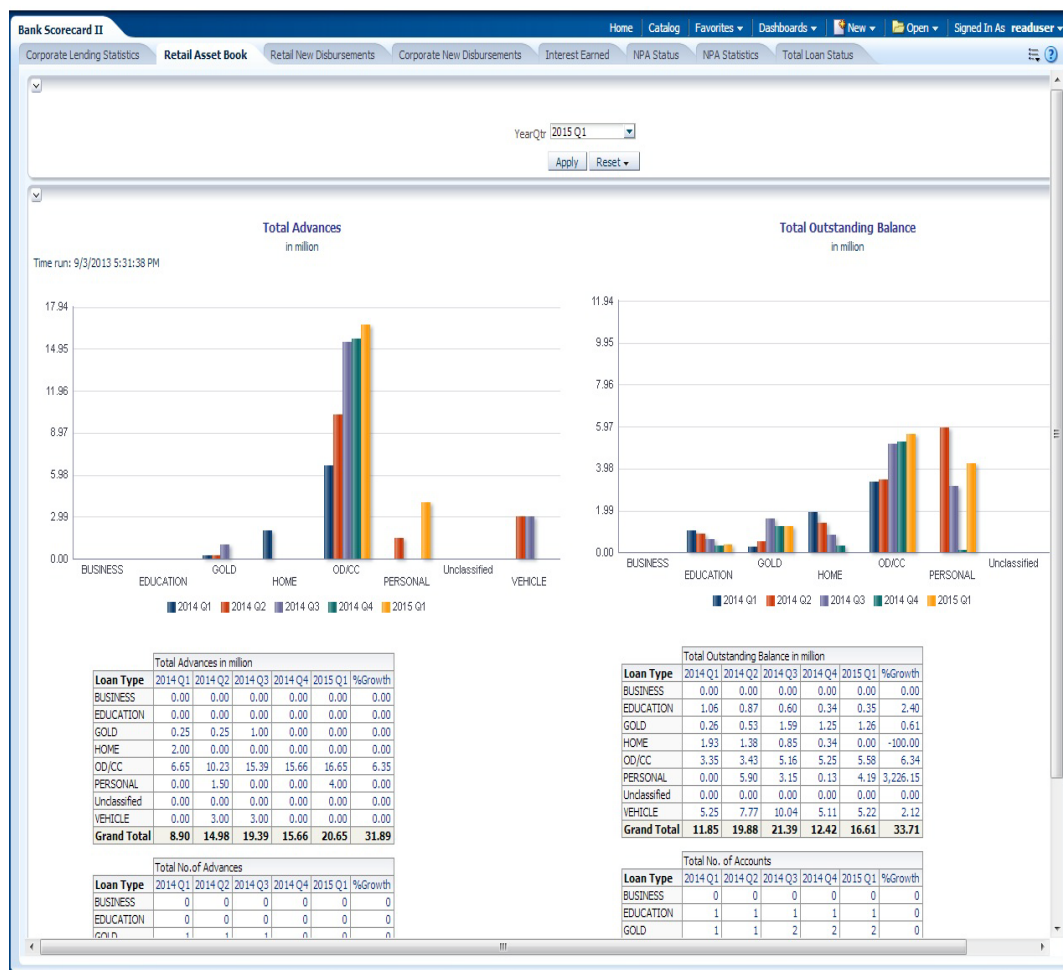 Bank Scorecard II
Home Catalog Favorites Dashboards New Open Signed In As readuser
Corporate Lending Statistics Retail Asset Book Retail New Disbursements Corporate New Disbursements Interest Earned NPA Status NPA Statistics Total Loan Status
YearQtr 2015 Q1
Apply Reset
Total Advances
in million
Time run: 9/3/2013 5:31:38 PM
17.94
14.95
11.96
8.97
5.98
2.99
0.00
BUSINESS EDUCATION GOLD HOME OD/CC PERSONAL Unclassified VEHICLE
2014 Q1 2014 Q2 2014 Q3 2014 Q4 2015 Q1
Total Outstanding Balance
in million
11.94
9.95
7.96
5.97
3.98
1.99
0.00
BUSINESS EDUCATION GOLD HOME OD/CC PERSONAL Unclassified
2014 Q1 2014 Q2 2014 Q3 2014 Q4 2015 Q1
Total Advances in million
Loan Type 2014 Q1 2014 Q2 2014 Q3 2014 Q4 2015 Q1 %Growth
BUSINESS 0.00 0.00 0.00 0.00 0.00 0.00
EDUCATION 0.00 0.00 0.00 0.00 0.00 0.00
GOLD 0.25 0.25 1.00 0.00 0.00 0.00
HOME 2.00 0.00 0.00 0.00 0.00 0.00
OD/CC 6.65 10.23 15.39 15.66 16.65 6.35
PERSONAL 0.00 1.50 0.00 0.00 4.00 0.00
Unclassified 0.00 0.00 0.00 0.00 0.00 0.00
VEHICLE 0.00 3.00 3.00 0.00 0.00 0.00
Grand Total 8.90 14.98 19.39 15.66 20.65 31.89
Total Outstanding Balance in million
Loan Type 2014 Q1 2014 Q2 2014 Q3 2014 Q4 2015 Q1 %Growth
BUSINESS 0.00 0.00 0.00 0.00 0.00 0.00
EDUCATION 1.06 0.87 0.60 0.34 0.35 2.40
GOLD 0.26 0.53 1.59 1.25 1.26 0.61
HOME 1.93 1.38 0.85 0.34 0.00 -100.00
OD/CC 3.35 3.43 5.16 5.25 5.58 6.34
PERSONAL 0.00 5.90 3.15 0.13 4.19 3,226.15
Unclassified 0.00 0.00 0.00 0.00 0.00 0.00
VEHICLE 5.25 7.77 10.04 5.11 5.22 2.12
Grand Total 11.85 19.88 21.39 12.42 16.61 33.71
Total No.of Advances
Loan Type 2014 Q1 2014 Q2 2014 Q3 2014 Q4 2015 Q1 %Growth
BUSINESS 0 0 0 0 0 0
EDUCATION 0 0 0 0 0 0
GOLD 1 1 1 0 0 0
Total No. of Accounts
Loan Type 2014 Q1 2014 Q2 2014 Q3 2014 Q4 2015 Q1 %Growth
BUSINESS 0 0 0 0 0 0
EDUCATION 1 1 1 1 1 0
GOLD 1 1 2 2 2 0